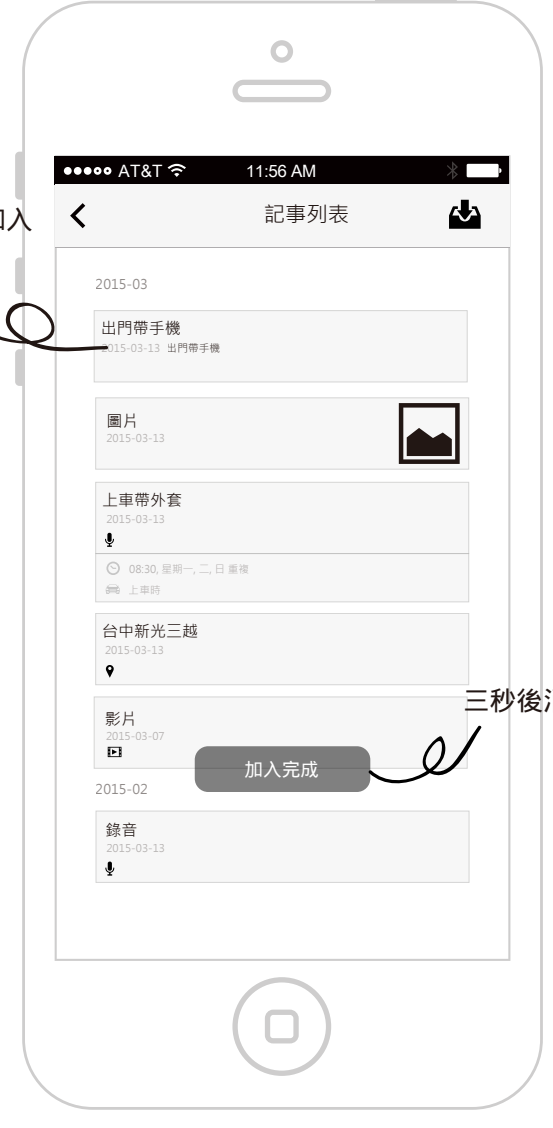 AT&T 11:56 AM
加入
記事列表
2015-03
出門帶手機
2015-03-13 出門帶手機
圖片
2015-03-13
上車帶外套
2015-03-13
08:30, 星期一, 二, 日 重複
上車時
台中新光三越
2015-03-13
三秒後
影片
2015-03-07
加入完成
2015-02
錄音
2015-03-13